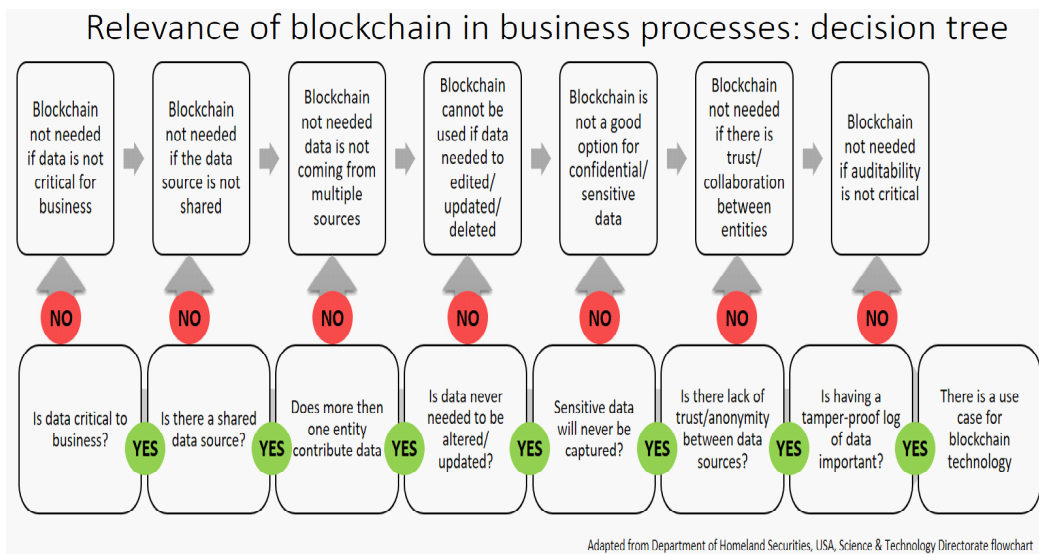 Relevance of blockchain in business processes: decision tree
Blockchain
not needed
if data is not
critical for
business
Blockchain
not needed
if the data
source is not
shared
Blockchain
not needed
data is not
coming from
multiple
sources
Blockchain
cannot be
used if data
needed to
edited/
updated/
deleted
Blockchain is
not a good
option for
confidential/
sensitive
data
Blockchain
not needed
if there is
trust/
collaboration
between
entities
Blockchain
not needed
if auditability
is not critical
NO
NO
NO
NO
NO
NO
NO
Is data critical to
business?
YES
Is there a shared
data source?
YES
Does more then
one entity
contribute data
YES
Is data never
needed to be
altered/
updated?
YES
Sensitive data
will never be
captured?
YES
Is there lack of
trust/anonymity
between data
sources?
YES
Is having a
tamper-proof log
of data
important?
YES
There is a use
case for
blockchain
technology
Adapted from Department of Homeland Securities, USA, Science & Technology Directorate flowchart